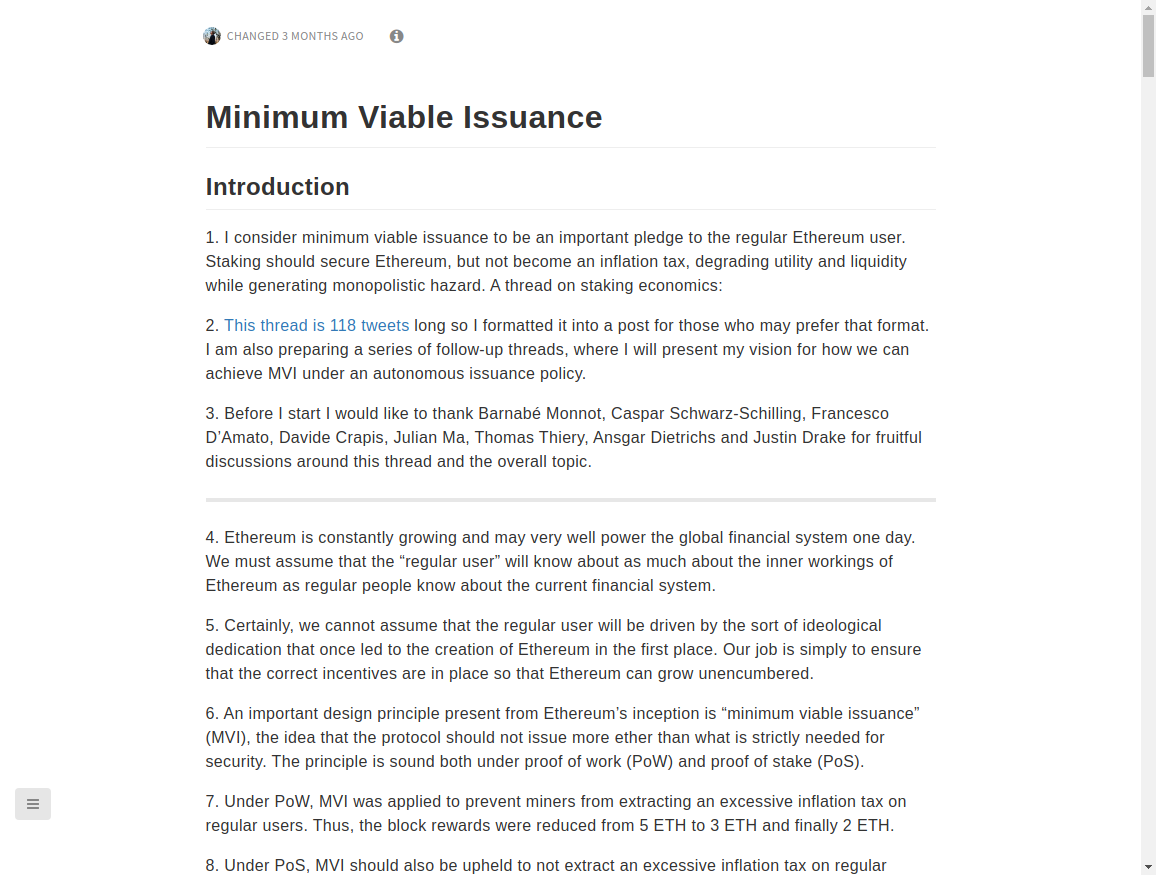 CHANGED 3 MONTHS AGO
Minimum Viable Issuance
Introduction
1. I consider minimum viable issuance to be an important pledge to the regular Ethereum user.
Staking should secure Ethereum, but not become an inflation tax, degrading utility and liquidity
while generating monopolistic hazard. A thread on staking economics:
2. This thread is 118 tweets long so I formatted it into a post for those who may prefer that format.
I am also preparing a series of follow-up threads, where I will present my vision for how we can
achieve MVI under an autonomous issuance policy.
3. Before I start I would like to thank Barnabé Monnot, Caspar Schwarz-Schilling, Francesco
D’Amato, Davide Crapis, Julian Ma, Thomas Thiery, Ansgar Dietrichs and Justin Drake for fruitful
discussions around this thread and the overall topic.
4. Ethereum is constantly growing and may very well power the global financial system one day.
We must assume that the “regular user” will know about as much about the inner workings of
Ethereum as regular people know about the current financial system.
5. Certainly, we cannot assume that the regular user will be driven by the sort of ideological
dedication that once led to the creation of Ethereum in the first place. Our job is simply to ensure
that the correct incentives are in place so that Ethereum can grow unencumbered.
6. An important design principle present from Ethereum’s inception is “minimum viable issuance”
(MVI), the idea that the protocol should not issue more ether than what is strictly needed for
security. The principle is sound both under proof of work (PoW) and proof of stake (PoS).
7. Under PoW, MVI was applied to prevent miners from extracting an excessive inflation tax on
regular users. Thus, the block rewards were reduced from 5 ETH to 3 ETH and finally 2 ETH.
8. Under PoS, MVI should also be upheld to not extract an excessive inflation tax on regular